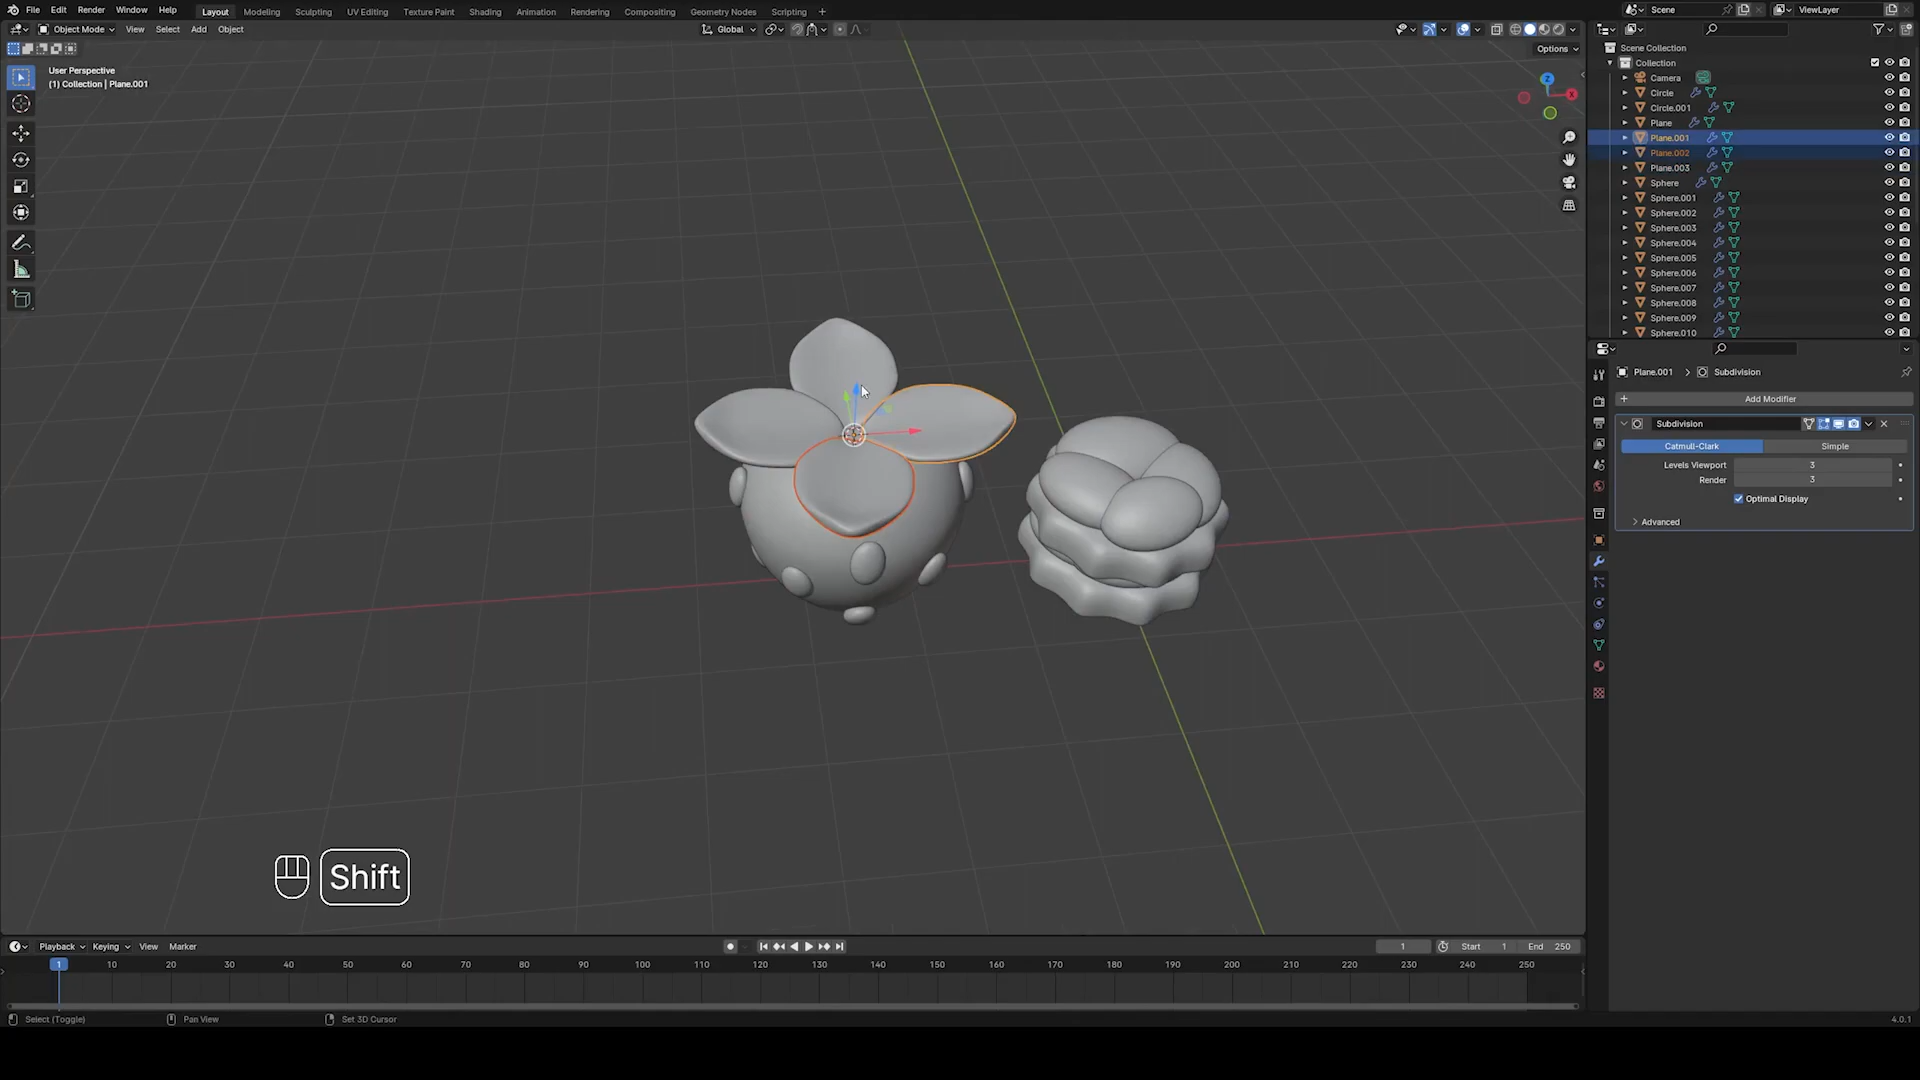 File Edit Render Window Help Layout Modeling Sculpting UV Editing Texture Paint Shading Animation Rendering Compositing Geometry Nodes Scripting + Scene ViewLayer
Object Mode View Select Add Object Global
Options
User Perspective
(1) Collection | Plane.001
Z
X
Scene Collection
Collection
Camera
Circle
Circle.001
Plane
Plane.001
Plane.002
Plane.003
Sphere
Sphere.001
Sphere.002
Sphere.003
Sphere.004
Sphere.005
Sphere.006
Sphere.007
Sphere.008
Sphere.009
Sphere.010
Plane.001 > Subdivision
+ Add Modifier
Subdivision
Catmull-Clark Simple
Levels Viewport 3
Render 3
Optimal Display
> Advanced
Shift
Playback Keying View Marker 1 Start 1 End 250
1 10 20 30 40 50 60 70 80 90 100 110 120 130 140 150 160 170 180 190 200 210 220 230 240 250
Select (Toggle) Pan View Set 3D Cursor 4.0.1